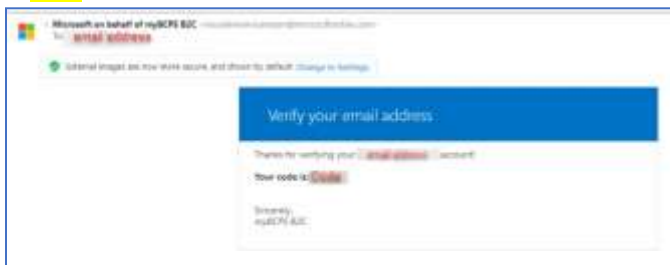 Microsoft on behalf of myBCPS B2C
To: email address
External images are now more secure, and shown by default. Change in Settings
Verify your email address
Thanks for verifying your email address account!
Your code is: Code
Sincerely,
myBCPS B2C